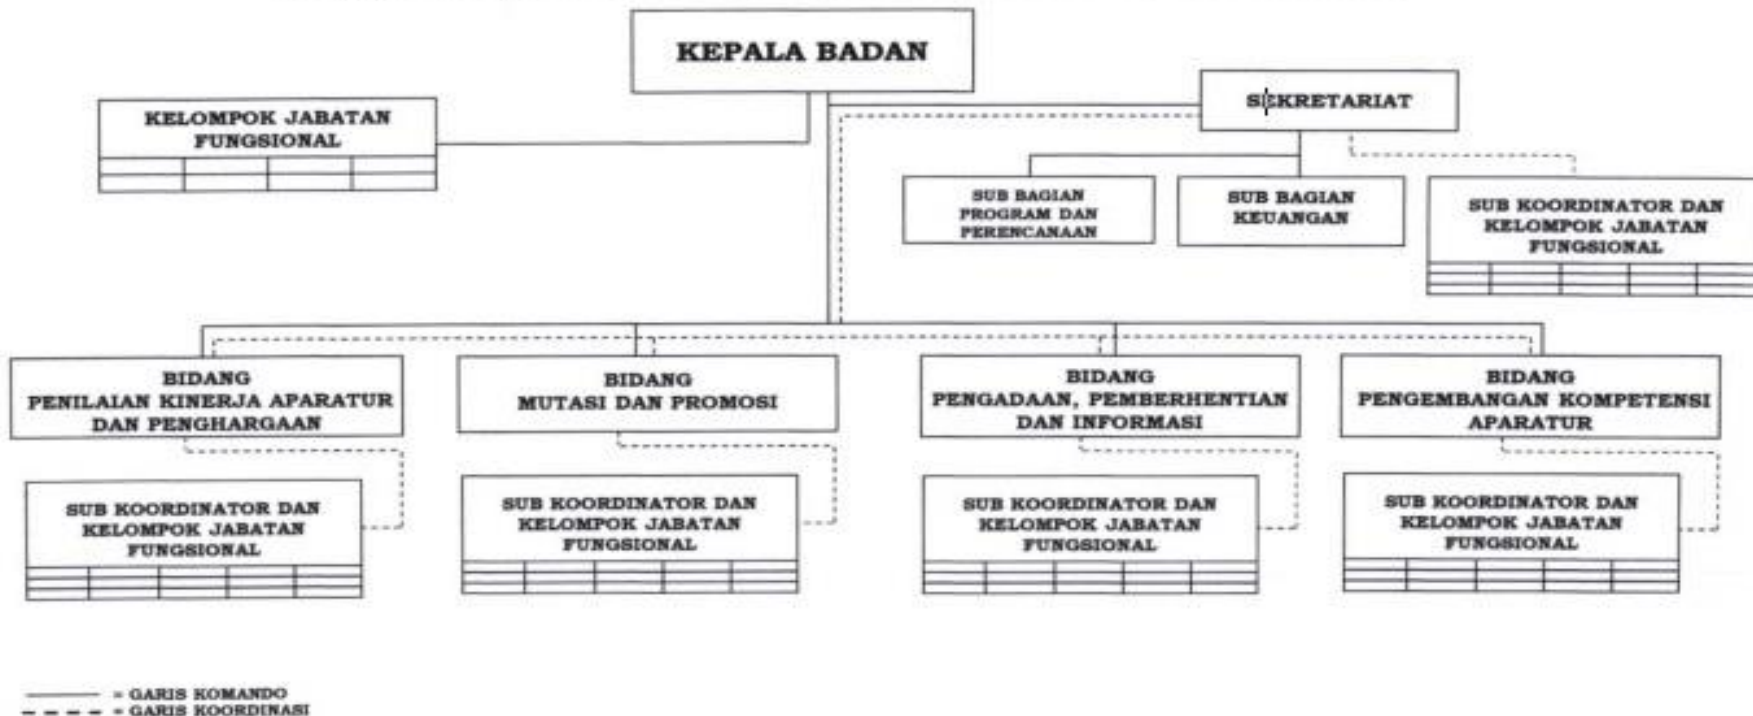 KEPALA BADAN
KELOMPOK JABATAN
FUNGSIONAL
SEKRETARIAT
SUB BAGIAN
PROGRAM DAN
PERENCANAAN
SUB BAGIAN
KEUANGAN
SUB KOORDINATOR DAN
KELOMPOK JABATAN
FUNGSIONAL
BIDANG
PENILAIAN KINERJA APARATUR
DAN PENGHARGAAN
BIDANG
MUTASI DAN PROMOSI
BIDANG
PENGADAAN, PEMBERHENTIAN
DAN INFORMASI
BIDANG
PENGEMBANGAN KOMPETENSI
APARATUR
SUB KOORDINATOR DAN
KELOMPOK JABATAN
FUNGSIONAL
SUB KOORDINATOR DAN
KELOMPOK JABATAN
FUNGSIONAL
SUB KOORDINATOR DAN
KELOMPOK JABATAN
FUNGSIONAL
SUB KOORDINATOR DAN
KELOMPOK JABATAN
FUNGSIONAL
= GARIS KOMANDO
= GARIS KOORDINASI